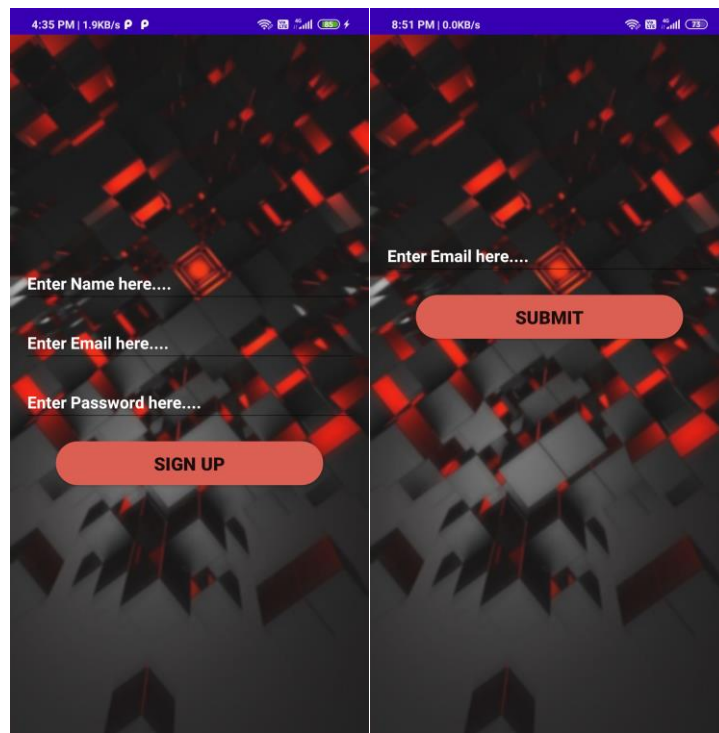 4:35 PM | 1.9KB/s
85
Enter Name here....
Enter Email here....
Enter Password here....
SIGN UP
8:51 PM | 0.0KB/s
73
Enter Email here....
SUBMIT